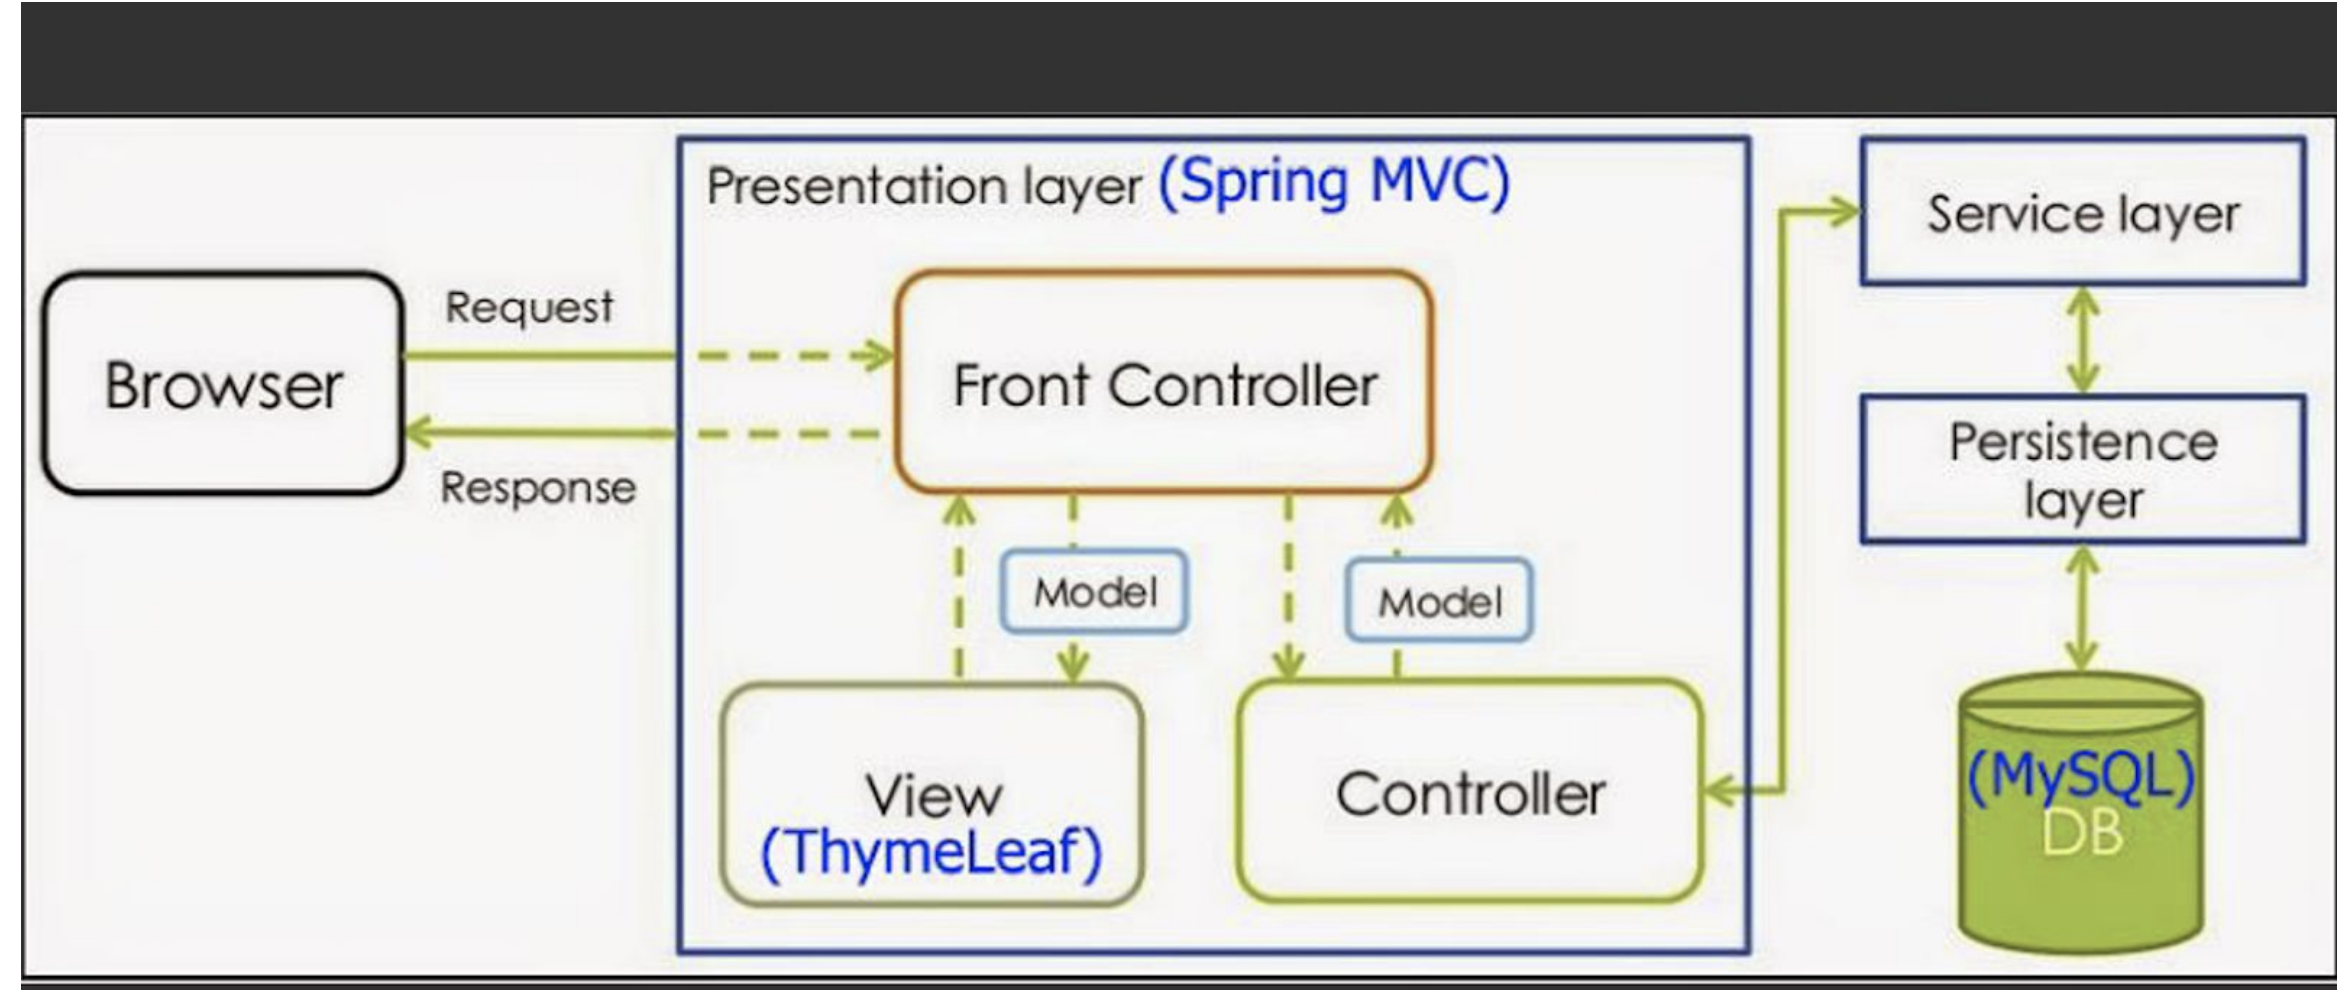 Presentation layer (Spring MVC)
Service layer
Request
Browser
Front Controller
Response
Persistence
layer
Model
Model
View
(ThymeLeaf)
Controller
(MySQL)
DB